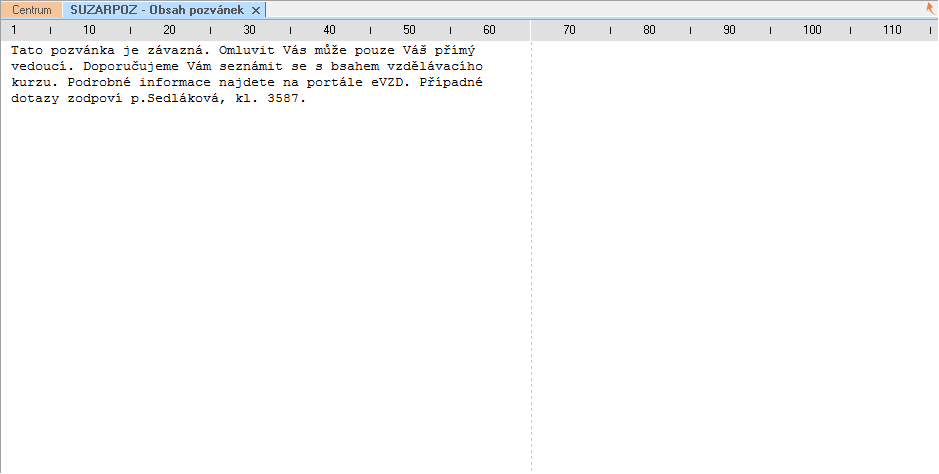 Centrum SUZARPOZ - Obsah pozvánek
1 10 20 30 40 50 60 70 80 90 100 110
Tato pozvánka je závazná. Omluvit Vás může pouze Váš přímý
vedoucí. Doporučujeme Vám seznámit se s bsahem vzdělávacího
kurzu. Podrobné informace najdete na portále eVZD. Případné
dotazy zodpoví p.Sedláková, kl. 3587.